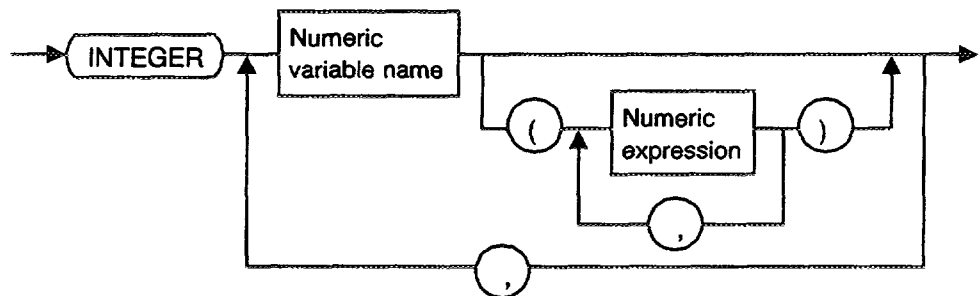 INTEGER
Numeric
variable name
(
Numeric
expression
)
,
,